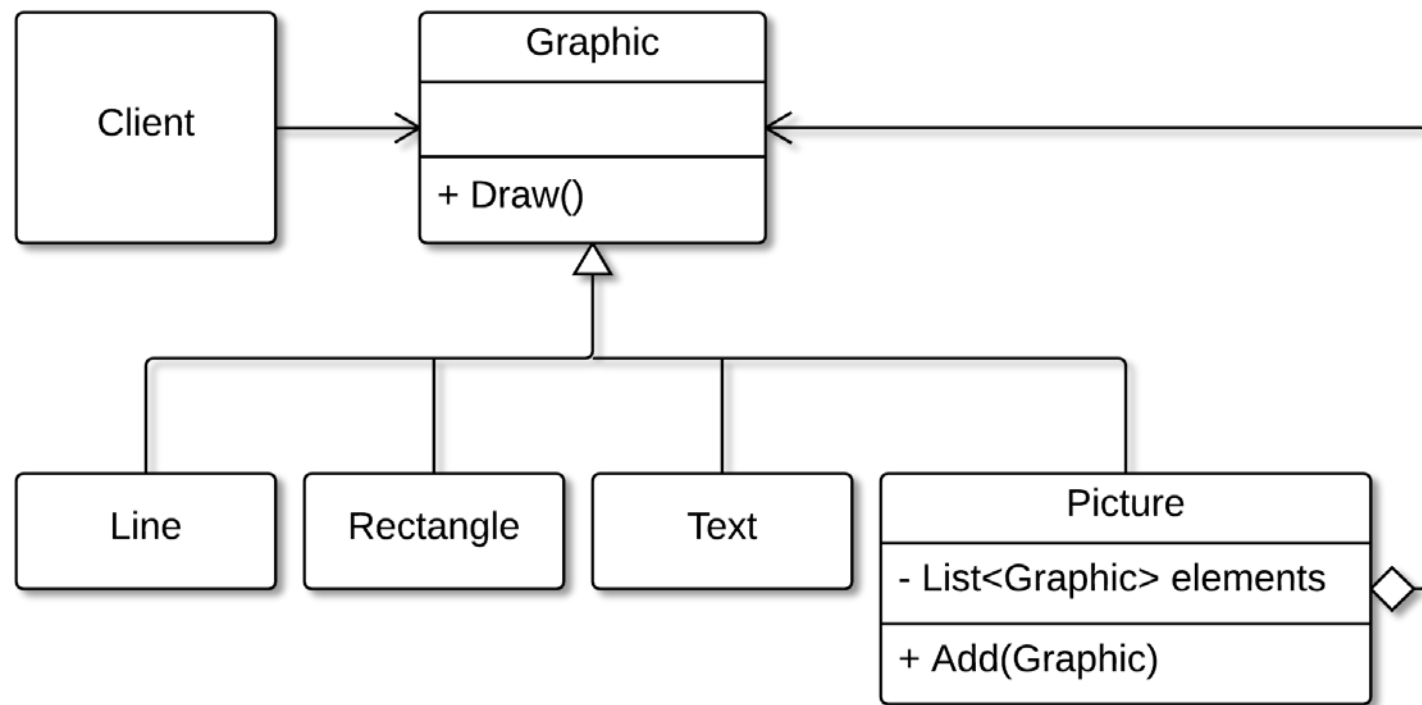 Client
Graphic
+ Draw()
Line
Rectangle
Text
Picture
- List<Graphic> elements
+ Add(Graphic)